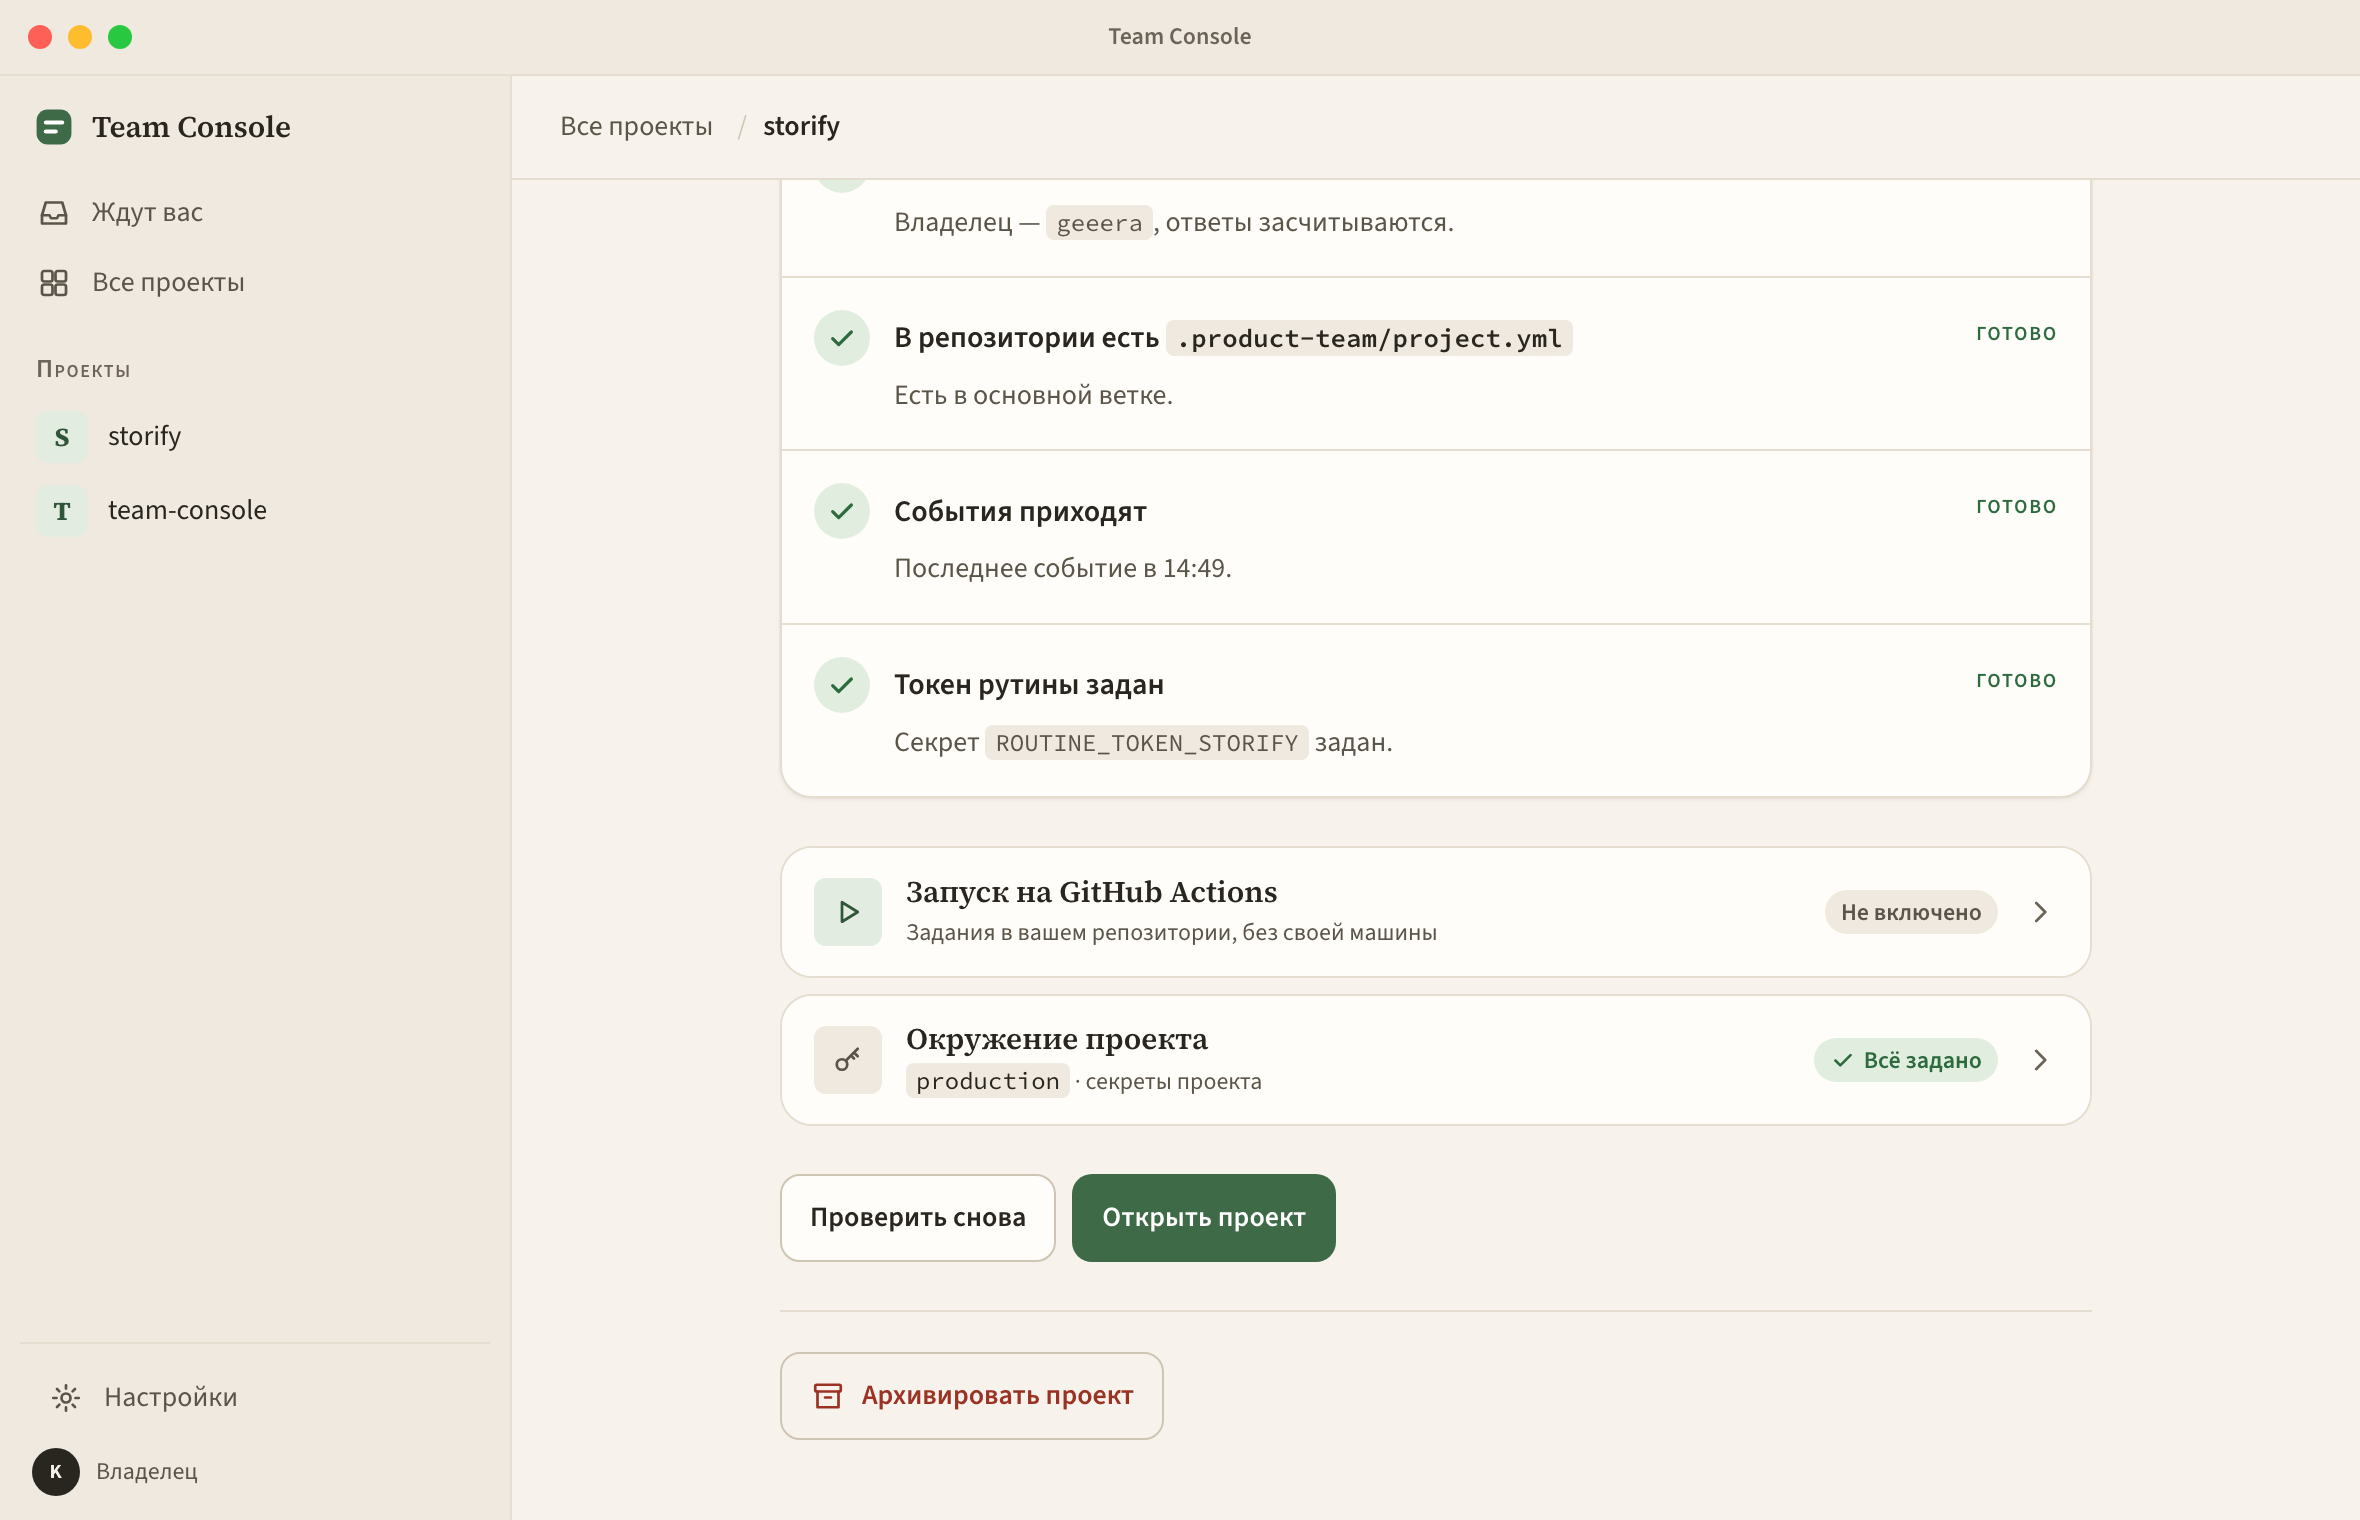 Team Console
Team Console
Ждут вас
Все проекты
Проекты
S storify
T team-console
Настройки
K Владелец
Все проекты / storify
Владелец — geeera, ответы засчитываются.
В репозитории есть .product-team/project.yml ГОТОВО
Есть в основной ветке.
События приходят ГОТОВО
Последнее событие в 14:49.
Токен рутины задан ГОТОВО
Секрет ROUTINE_TOKEN_STORIFY задан.
Запуск на GitHub Actions
Задания в вашем репозитории, без своей машины
Не включено
Окружение проекта
production · секреты проекта
Всё задано
Проверить снова
Открыть проект
Архивировать проект